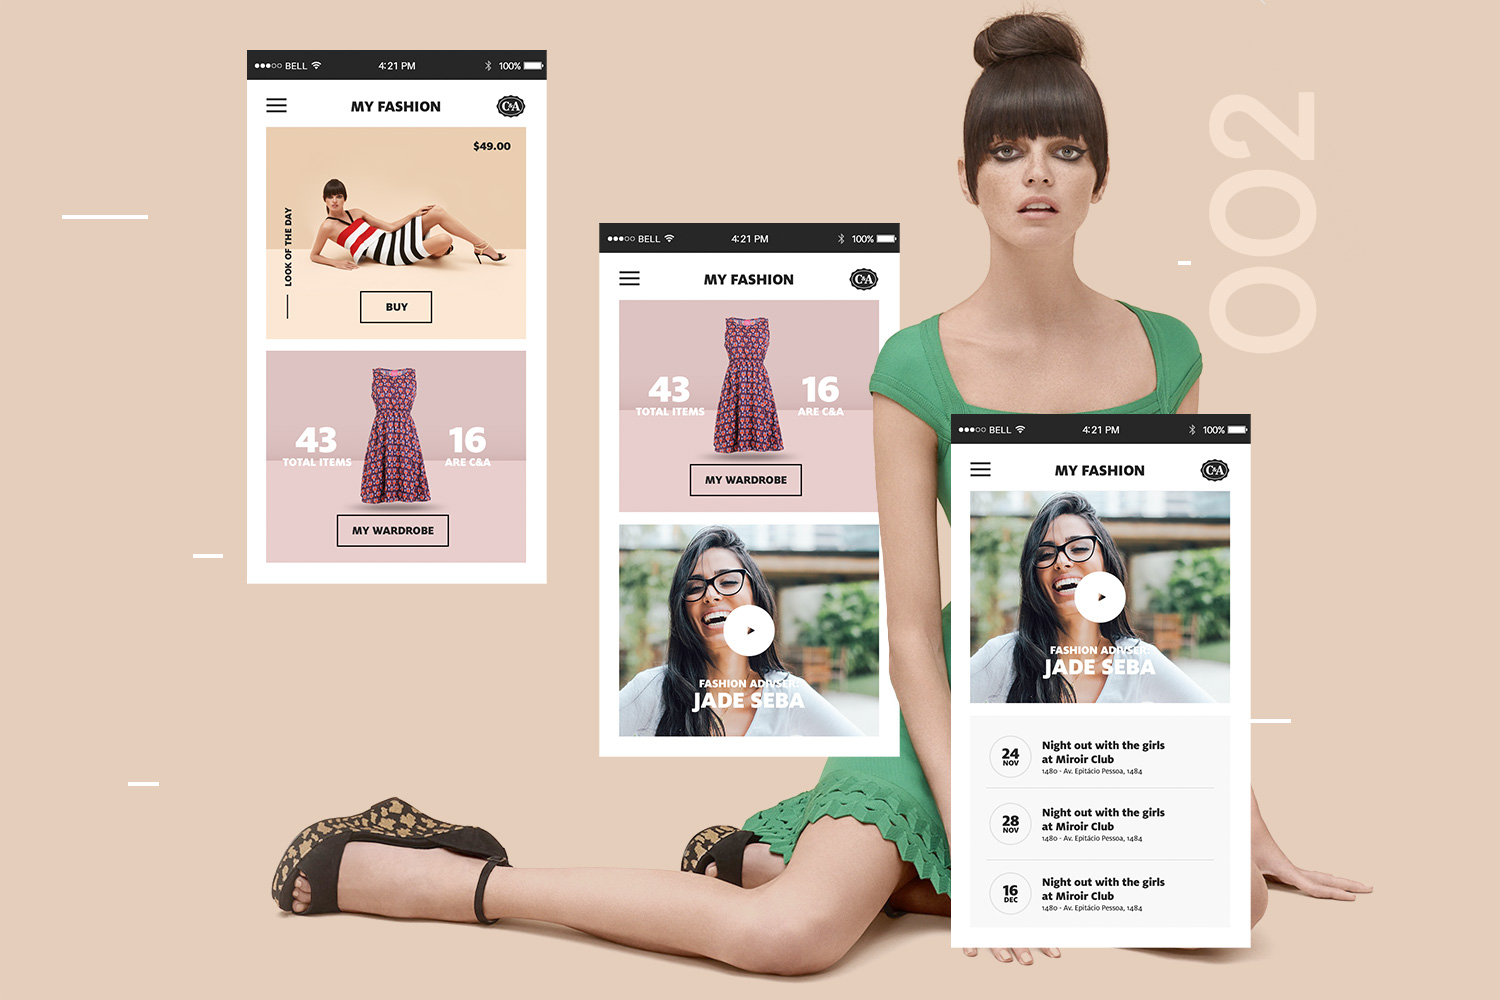 ●●●○○ BELL 4:21 PM 100%
MY FASHION
C&A
$49.00
LOOK OF THE DAY
BUY
43
TOTAL ITEMS
16
ARE C&A
MY WARDROBE
●●●○○ BELL 4:21 PM 100%
MY FASHION
C&A
43
TOTAL ITEMS
16
ARE C&A
MY WARDROBE
FASHION ADIVSER:
JADE SEBA
002
●●●○○ BELL 4:21 PM 100%
MY FASHION
C&A
FASHION ADIVSER:
JADE SEBA
24
NOV
Night out with the girls
at Miroir Club
1480 - Av. Epitácio Pessoa, 1484
28
NOV
Night out with the girls
at Miroir Club
1480 - Av. Epitácio Pessoa, 1484
16
DEC
Night out with the girls
at Miroir Club
1480 - Av. Epitácio Pessoa, 1484